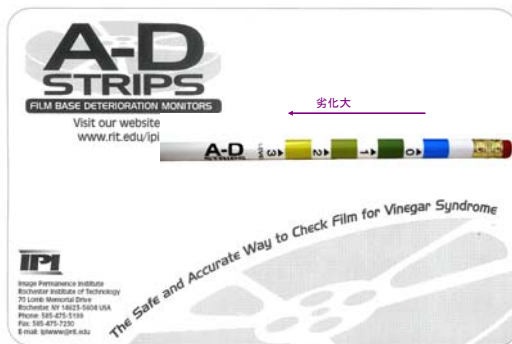 A-D
STRIPS
FILM BASE DETERIORATION MONITORS
Visit our website
www.rit.edu/ipi
劣化大
A-D
STRIPS
LEVEL
3
2
1
0
The Safe and Accurate Way to Check Film for Vinegar Syndrome
IPI
Image Permanence Institute
Rochester Institute of Technology
70 Lomb Memorial Drive
Rochester, NY 14623-5604 USA
Phone: 585-475-5199
Fax: 585-475-7230
E-mail: ipiwww@rit.edu